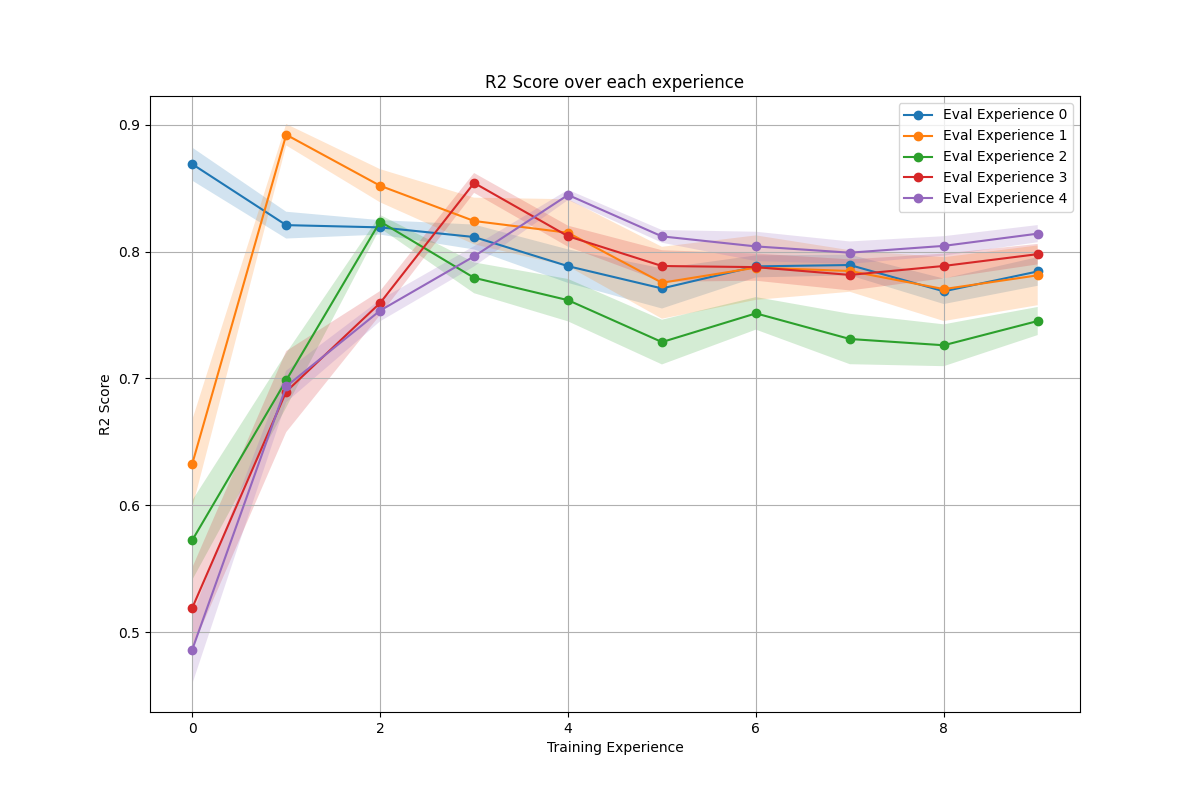 R2 Score over each experience
Eval Experience 0
Eval Experience 1
Eval Experience 2
Eval Experience 3
Eval Experience 4
0.9
0.8
0.7
0.6
0.5
R2 Score
0 2 4 6 8
Training Experience